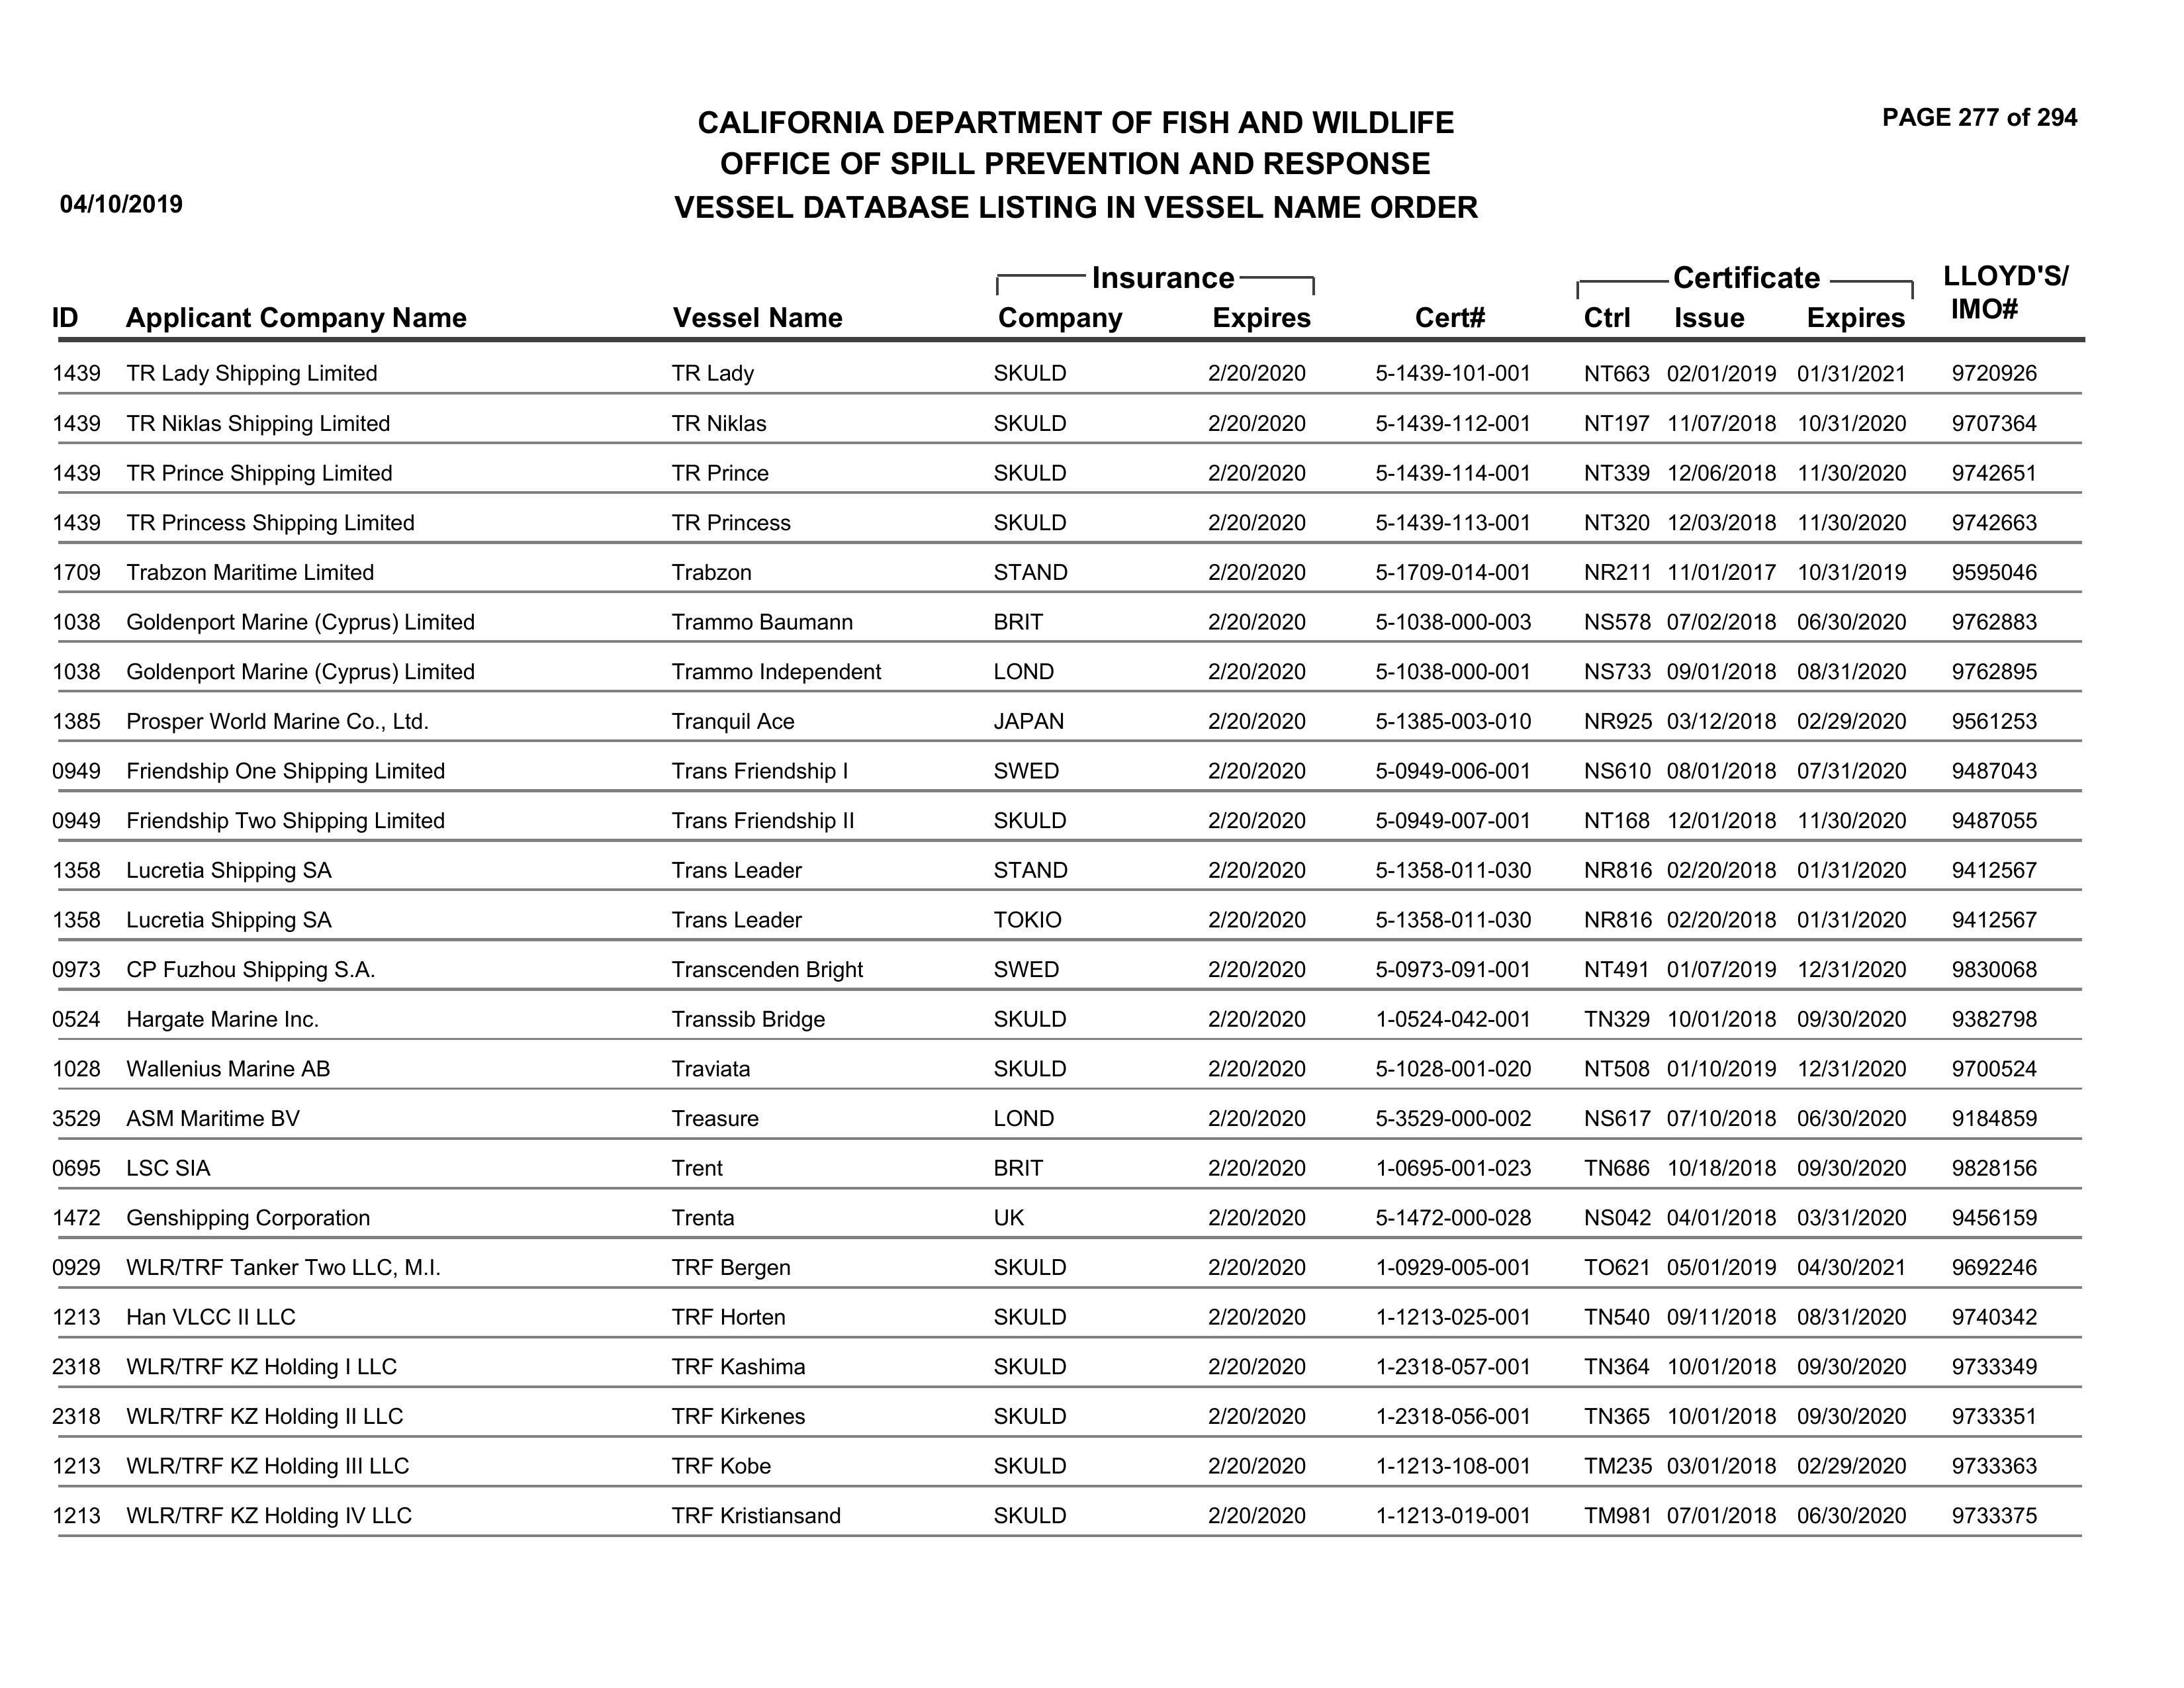 CALIFORNIA DEPARTMENT OF FISH AND WILDLIFE PAGE 277 of 294
OFFICE OF SPILL PREVENTION AND RESPONSE
04/10/2019 VESSEL DATABASE LISTING IN VESSEL NAME ORDER
Insurance Certificate LLOYD'S/
ID Applicant Company Name Vessel Name Company Expires Cert# Ctrl Issue Expires IMO#
1439 TR Lady Shipping Limited TR Lady SKULD 2/20/2020 5-1439-101-001 NT663 02/01/2019 01/31/2021 9720926
1439 TR Niklas Shipping Limited TR Niklas SKULD 2/20/2020 5-1439-112-001 NT197 11/07/2018 10/31/2020 9707364
1439 TR Prince Shipping Limited TR Prince SKULD 2/20/2020 5-1439-114-001 NT339 12/06/2018 11/30/2020 9742651
1439 TR Princess Shipping Limited TR Princess SKULD 2/20/2020 5-1439-113-001 NT320 12/03/2018 11/30/2020 9742663
1709 Trabzon Maritime Limited Trabzon STAND 2/20/2020 5-1709-014-001 NR211 11/01/2017 10/31/2019 9595046
1038 Goldenport Marine (Cyprus) Limited Trammo Baumann BRIT 2/20/2020 5-1038-000-003 NS578 07/02/2018 06/30/2020 9762883
1038 Goldenport Marine (Cyprus) Limited Trammo Independent LOND 2/20/2020 5-1038-000-001 NS733 09/01/2018 08/31/2020 9762895
1385 Prosper World Marine Co., Ltd. Tranquil Ace JAPAN 2/20/2020 5-1385-003-010 NR925 03/12/2018 02/29/2020 9561253
0949 Friendship One Shipping Limited Trans Friendship I SWED 2/20/2020 5-0949-006-001 NS610 08/01/2018 07/31/2020 9487043
0949 Friendship Two Shipping Limited Trans Friendship II SKULD 2/20/2020 5-0949-007-001 NT168 12/01/2018 11/30/2020 9487055
1358 Lucretia Shipping SA Trans Leader STAND 2/20/2020 5-1358-011-030 NR816 02/20/2018 01/31/2020 9412567
1358 Lucretia Shipping SA Trans Leader TOKIO 2/20/2020 5-1358-011-030 NR816 02/20/2018 01/31/2020 9412567
0973 CP Fuzhou Shipping S.A. Transcenden Bright SWED 2/20/2020 5-0973-091-001 NT491 01/07/2019 12/31/2020 9830068
0524 Hargate Marine Inc. Transsib Bridge SKULD 2/20/2020 1-0524-042-001 TN329 10/01/2018 09/30/2020 9382798
1028 Wallenius Marine AB Traviata SKULD 2/20/2020 5-1028-001-020 NT508 01/10/2019 12/31/2020 9700524
3529 ASM Maritime BV Treasure LOND 2/20/2020 5-3529-000-002 NS617 07/10/2018 06/30/2020 9184859
0695 LSC SIA Trent BRIT 2/20/2020 1-0695-001-023 TN686 10/18/2018 09/30/2020 9828156
1472 Genshipping Corporation Trenta UK 2/20/2020 5-1472-000-028 NS042 04/01/2018 03/31/2020 9456159
0929 WLR/TRF Tanker Two LLC, M.I. TRF Bergen SKULD 2/20/2020 1-0929-005-001 TO621 05/01/2019 04/30/2021 9692246
1213 Han VLCC II LLC TRF Horten SKULD 2/20/2020 1-1213-025-001 TN540 09/11/2018 08/31/2020 9740342
2318 WLR/TRF KZ Holding I LLC TRF Kashima SKULD 2/20/2020 1-2318-057-001 TN364 10/01/2018 09/30/2020 9733349
2318 WLR/TRF KZ Holding II LLC TRF Kirkenes SKULD 2/20/2020 1-2318-056-001 TN365 10/01/2018 09/30/2020 9733351
1213 WLR/TRF KZ Holding III LLC TRF Kobe SKULD 2/20/2020 1-1213-108-001 TM235 03/01/2018 02/29/2020 9733363
1213 WLR/TRF KZ Holding IV LLC TRF Kristiansand SKULD 2/20/2020 1-1213-019-001 TM981 07/01/2018 06/30/2020 9733375